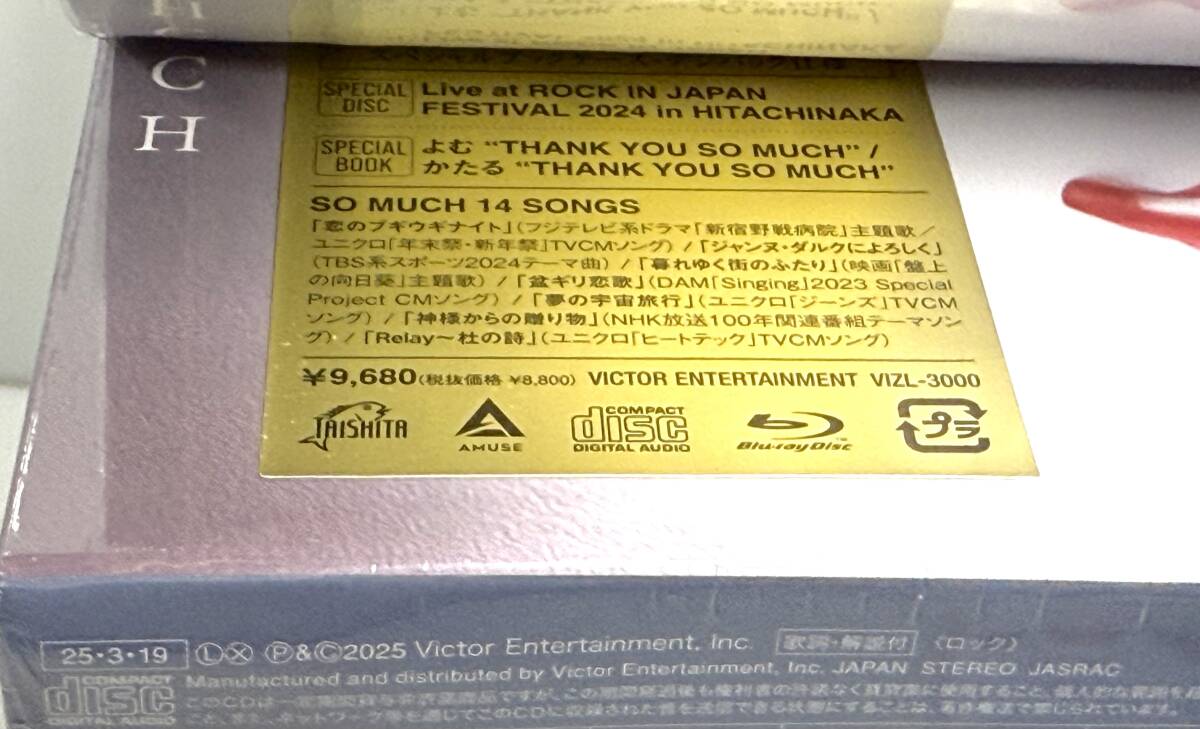 C
H
SPECIAL DISC
Live at ROCK IN JAPAN
FESTIVAL 2024 in HITACHINAKA
SPECIAL BOOK
よむ “THANK YOU SO MUCH” /
かたる “THANK YOU SO MUCH”
SO MUCH 14 SONGS
「恋のブギウギナイト」(フジテレビ系ドラマ「新宿野戦病院」主題歌/
ユニクロ「年末祭・新年祭」TVCMソング) /「ジャンヌ・ダルクによろしく」
(TBS系スポーツ2024テーマ曲) /「暮れゆく街のふたり」(映画「盤上
の向日葵」主題歌) /「盆ギリ恋歌」(DAM「Singing」2023 Special
Project CMソング) /「夢の宇宙旅行」(ユニクロ「ジーンズ」TVCM
ソング) /「神様からの贈り物」(NHK放送100年関連番組テーマソン
グ) /「Relay〜杜の詩」(ユニクロ「ヒートテック」TVCMソング)
¥9,680(税抜価格 ¥8,800) VICTOR ENTERTAINMENT VIZL-3000
TAISHITA AMUSE COMPACT disc DIGITAL AUDIO Blu-ray Disc プラ
25・3・19 Ⓛ Ⓧ Ⓟ&Ⓒ2025 Victor Entertainment, Inc. 歌詞・解説付 〈ロック〉
COMPACT disc DIGITAL AUDIO
Manufactured and distributed by Victor Entertainment, Inc. JAPAN STEREO JASRAC